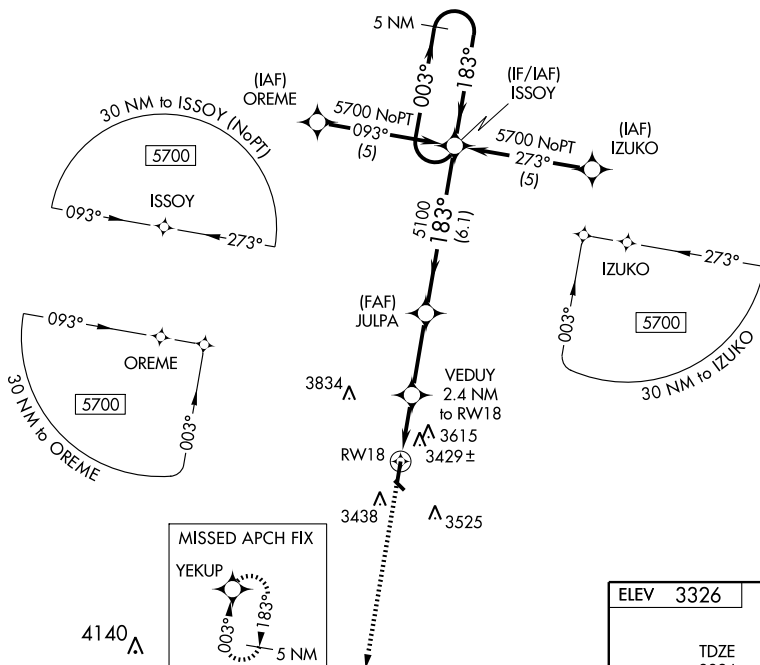 5 NM
003°
183°
(IF/IAF)
ISSOY
(IAF)
OREME
5700 NoPT
093°
(5)
5700 NoPT
273°
(5)
(IAF)
IZUKO
30 NM to ISSOY (NoPT)
5700
ISSOY
093°
273°
5100
183°
(6.1)
IZUKO
273°
003°
5700
30 NM to IZUKO
(FAF)
JULPA
093°
OREME
5700
003°
30 NM to OREME
VEDUY
2.4 NM
to RW18
3834
3615
3429 ±
RW18
3438
3525
MISSED APCH FIX
YEKUP
003°
183°
5 NM
4140
ELEV 3326
TDZE